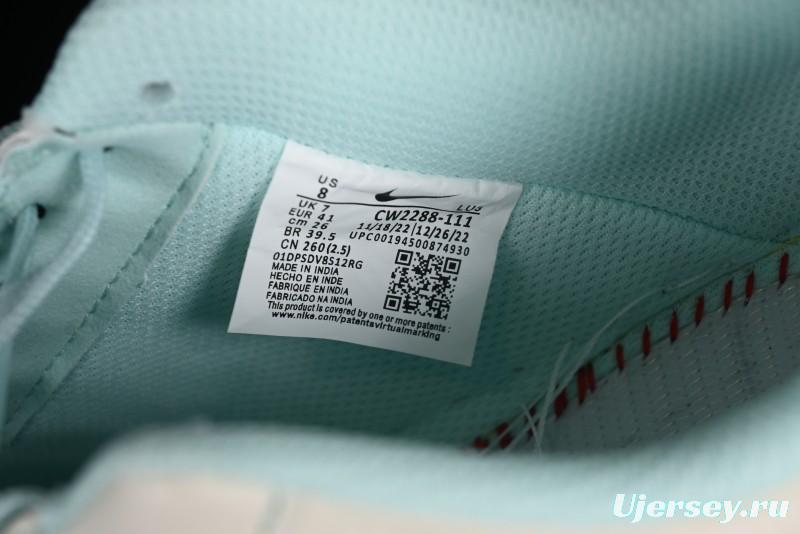 US
8
UK 7
EUR 41
cm 26
BR 39.5
CN 260(2.5)
01DPSDV8S12RG
MADE IN INDIA
HECHO EN INDE
FABRIQUE EN INDIA
FABRICADO NA INDIA
LUS
CW2288-111
11/18/22 12/26/22
UPC00194500874930
This product is covered by one or more patents :
www.nike.com/patentsvirtualmarking
Ujersey.ru